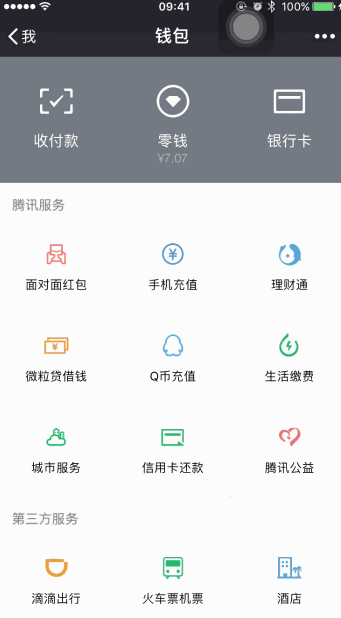 09:41
100%
我
钱包
收付款
零钱
银行卡
¥7.07
腾讯服务
面对面红包
手机充值
理财通
微粒贷借钱
Q币充值
生活缴费
城市服务
信用卡还款
腾讯公益
第三方服务
滴滴出行
火车票机票
酒店